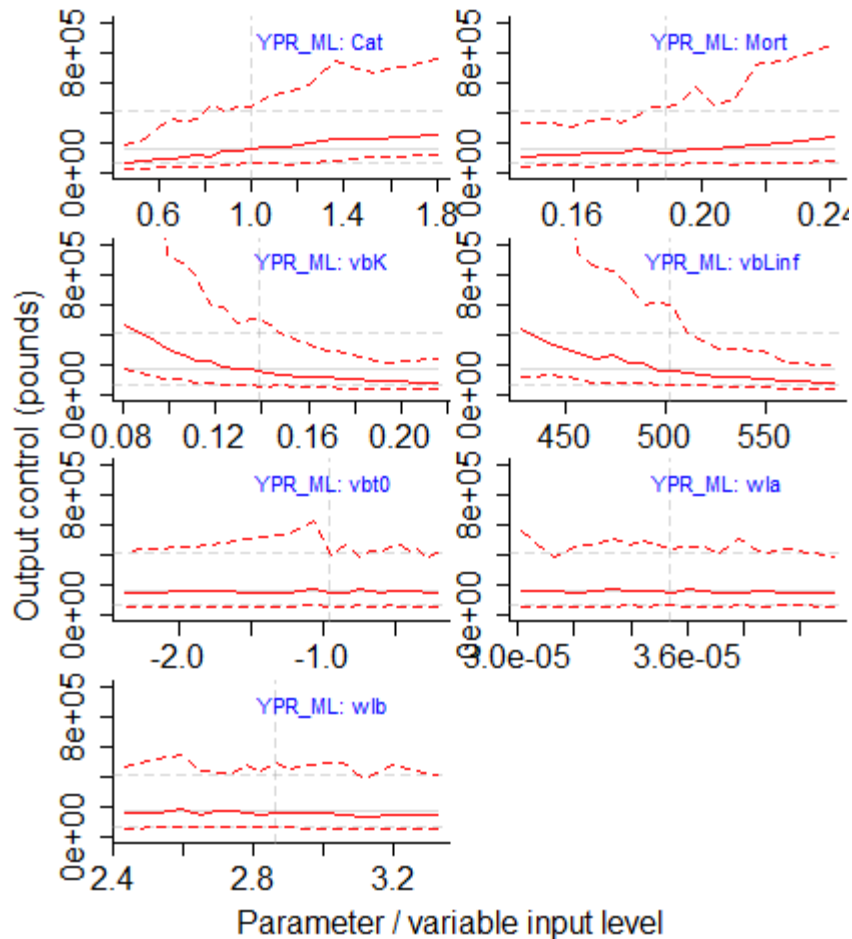 Output control (pounds)
YPR_ML: Cat
0e+00 8e+05
0.6 1.0 1.4 1.8
YPR_ML: Mort
0e+00 8e+05
0.16 0.20 0.24
YPR_ML: vbK
0e+00 8e+05
0.08 0.12 0.16 0.20
YPR_ML: vbLinf
0e+00 8e+05
450 500 550
YPR_ML: vbt0
0e+00 8e+05
-2.0 -1.0
YPR_ML: wla
0e+00 8e+05
3.0e-05 3.6e-05
YPR_ML: wlb
0e+00 8e+05
2.4 2.8 3.2
Parameter / variable input level